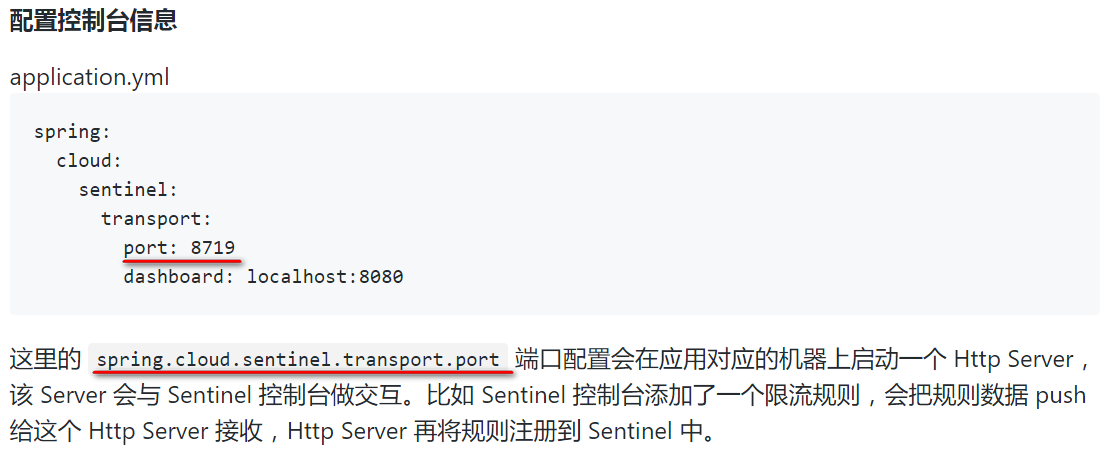 配置控制台信息
application.yml
spring:
  cloud:
    sentinel:
      transport:
        port: 8719
        dashboard: localhost:8080
这里的 spring.cloud.sentinel.transport.port 端口配置会在应用对应的机器上启动一个 Http Server，
该 Server 会与 Sentinel 控制台做交互。比如 Sentinel 控制台添加了一个限流规则，会把规则数据 push
给这个 Http Server 接收，Http Server 再将规则注册到 Sentinel 中。